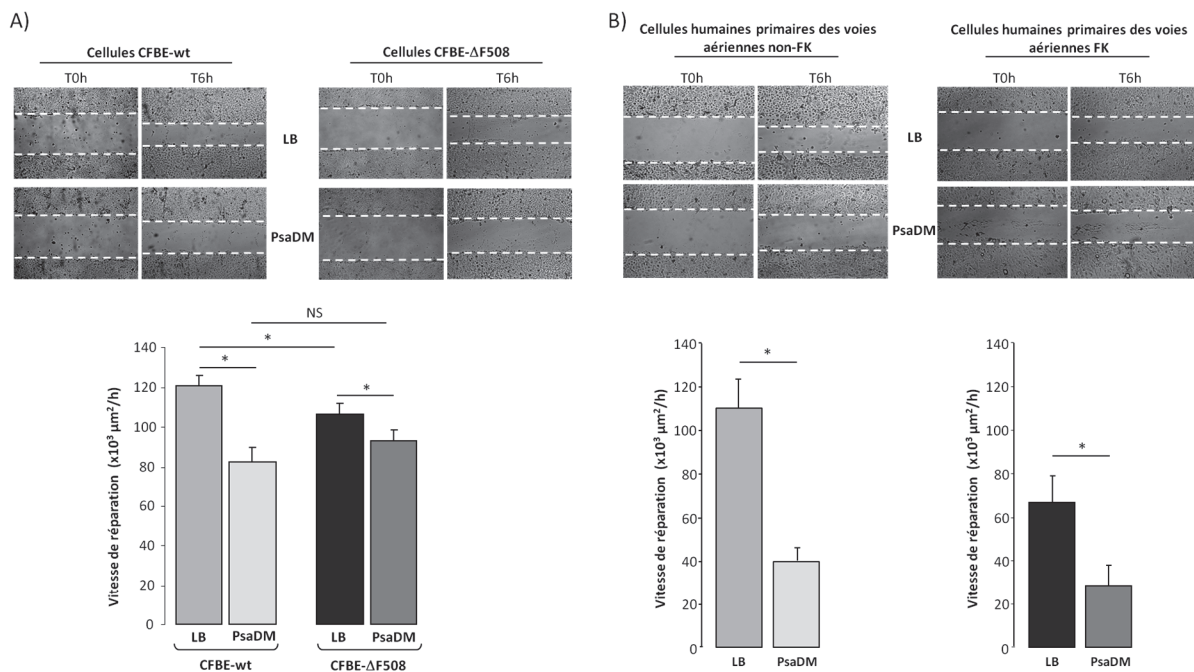 A)
Cellules CFBE-wt
Cellules CFBE-ΔF508
T0h
T6h
T0h
T6h
LB
PsaDM
NS
*
*
*
Vitesse de réparation (x10³ µm²/h)
140
120
100
80
60
40
20
0
LB
PsaDM
LB
PsaDM
CFBE-wt
CFBE-ΔF508
B)
Cellules humaines primaires des voies
aériennes non-FK
Cellules humaines primaires des voies
aériennes FK
T0h
T6h
T0h
T6h
LB
PsaDM
*
Vitesse de réparation (x10³ µm²/h)
140
120
100
80
60
40
20
0
LB
PsaDM
*
Vitesse de réparation (x10³ µm²/h)
140
120
100
80
60
40
20
0
LB
PsaDM